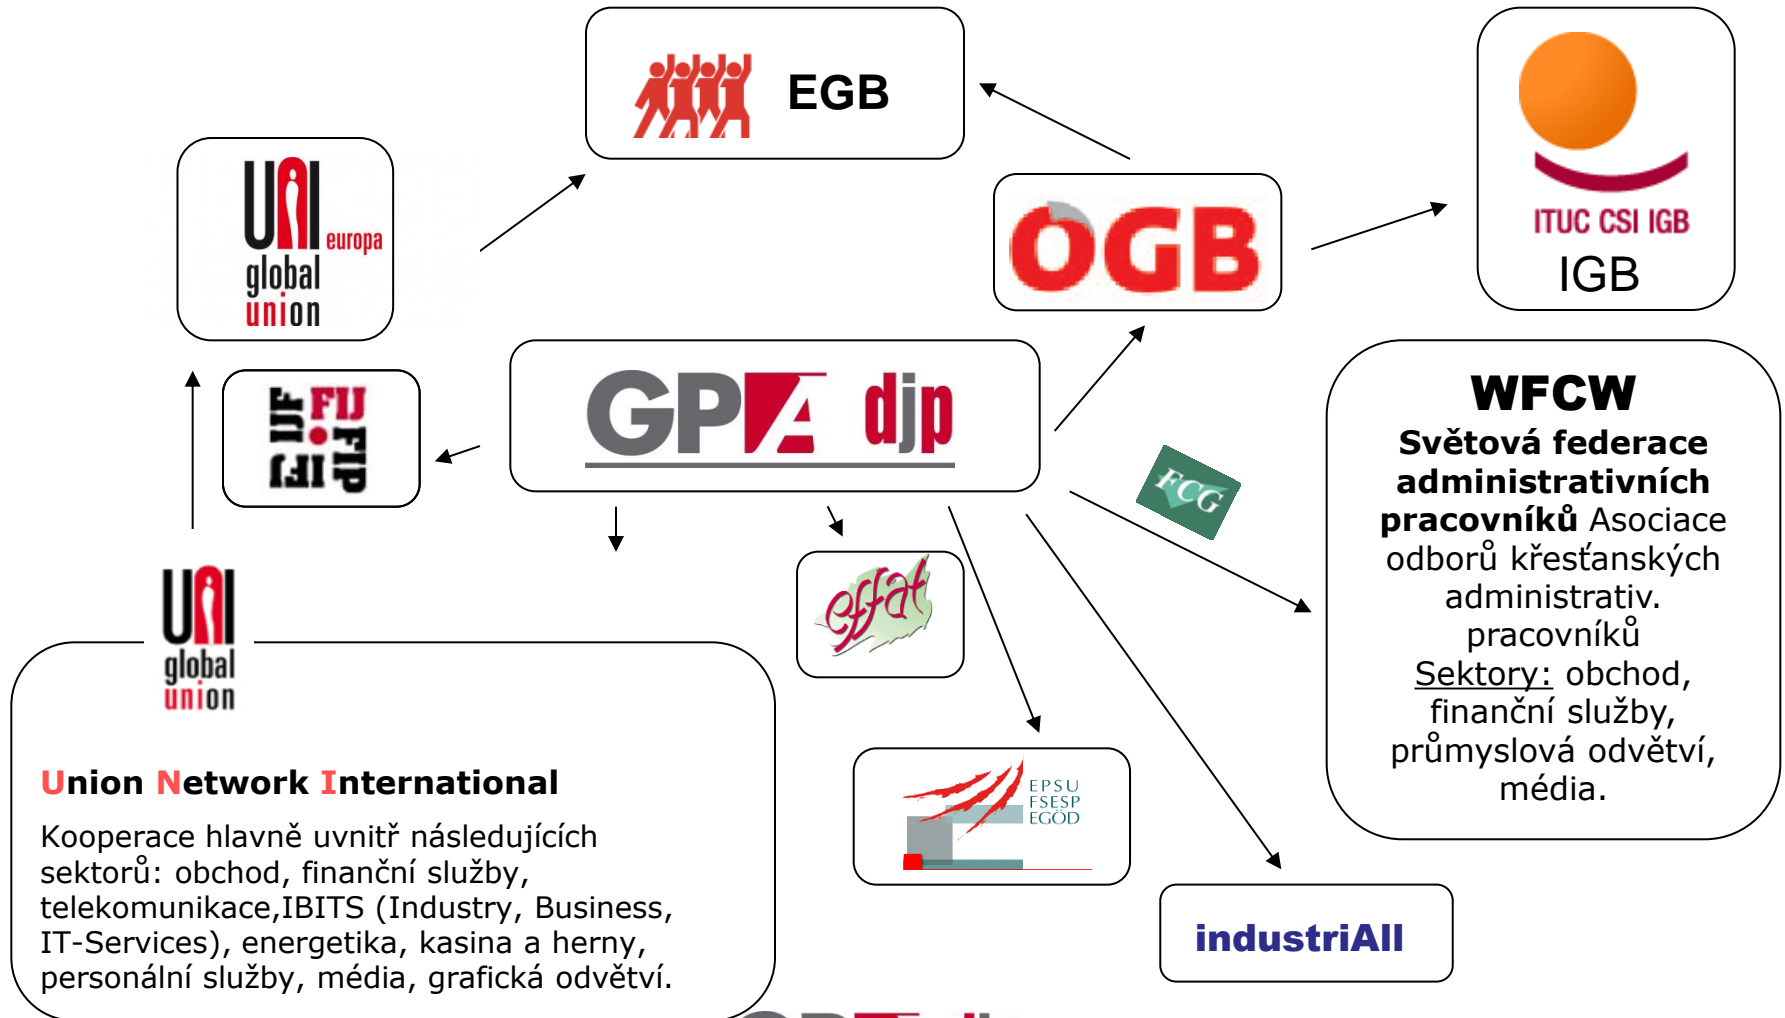 EGB
UNI
europa
global
union
ÖGB
ITUC CSI IGB
IGB
FIJ
IJF
FIP
IFJ
GPA djp
FCG
WFCW
Světová federace
administrativních
pracovníků Asociace
odborů křesťanských
administrativ.
pracovníků
Sektory: obchod,
finanční služby,
průmyslová odvětví,
média.
effat
UNI
global
union
EPSU
FSESP
EGÖD
Union Network International
Kooperace hlavně uvnitř následujících
sektorů: obchod, finanční služby,
telekomunikace,IBITS (Industry, Business,
IT-Services), energetika, kasina a herny,
personální služby, média, grafická odvětví.
industriAll